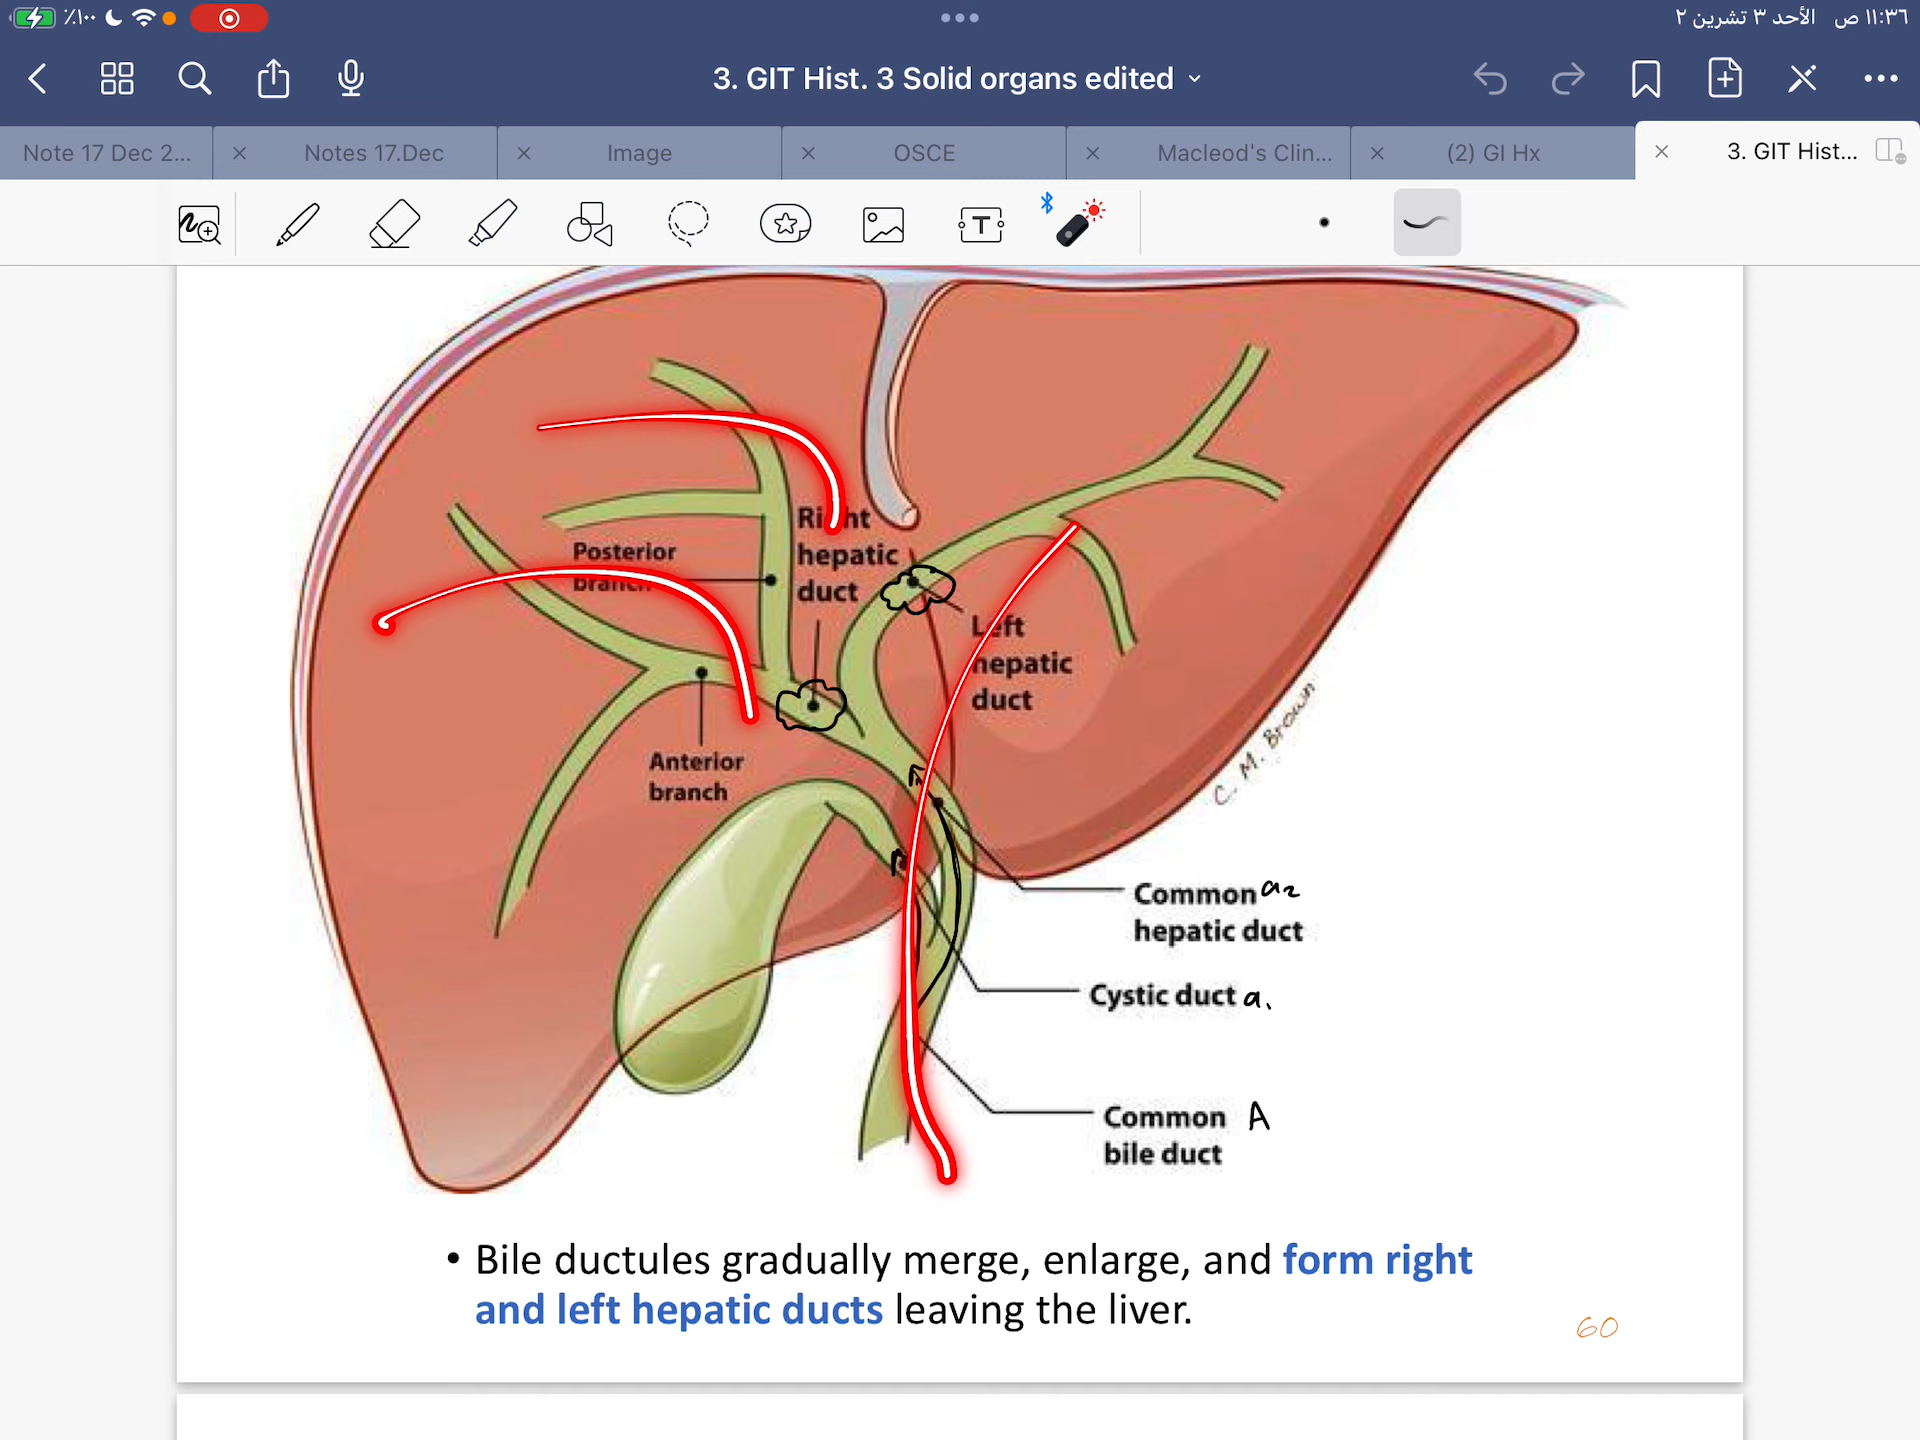 ٪١٠٠
١١:٣٦ ص الأحد ٣ تشرين ٢
3. GIT Hist. 3 Solid organs edited
Note 17 Dec 2...
Notes 17.Dec
Image
OSCE
Macleod's Clin...
(2) GI Hx
3. GIT Hist...
T
Right
hepatic
duct
Posterior
branch
Left
hepatic
duct
Anterior
branch
C. M. Brown
Common a2
hepatic duct
Cystic duct a1
Common A
bile duct
• Bile ductules gradually merge, enlarge, and form right
and left hepatic ducts leaving the liver.
60